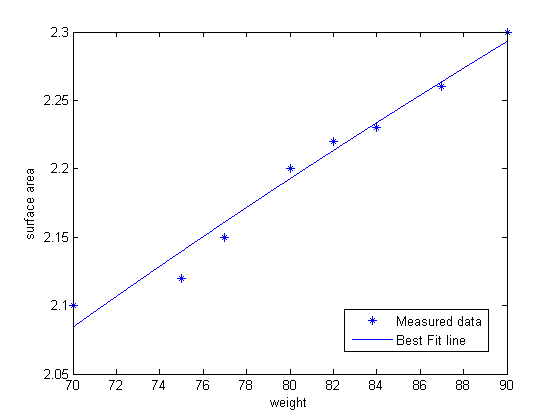 2.3
2.25
2.2
2.15
2.1
2.05
surface area
70 72 74 76 78 80 82 84 86 88 90
weight
Measured data
Best Fit line